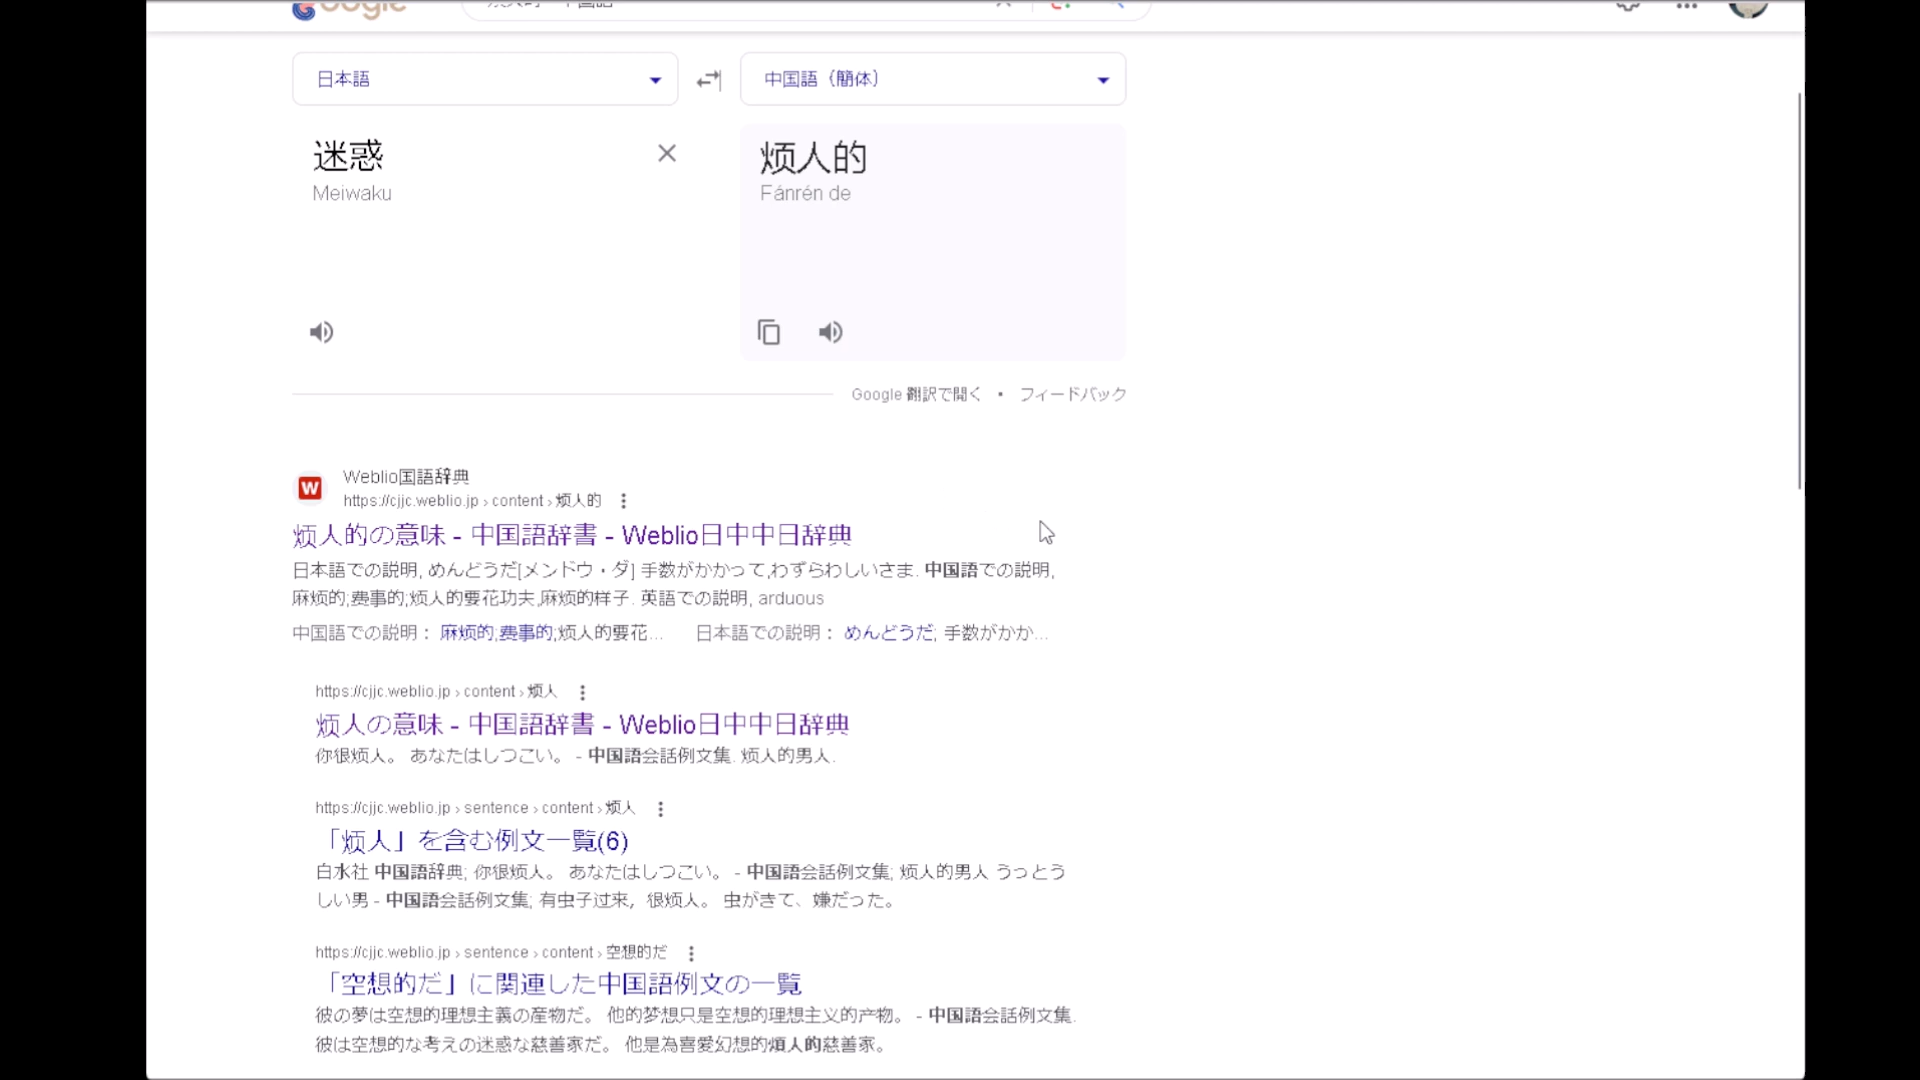 日本語
中国語（簡体）
迷惑
Meiwaku
烦人的
Fánrén de
Google 翻訳で開く • フィードバック
W
Weblio国語辞典
https://cjjc.weblio.jp › content › 烦人的
烦人的の意味 - 中国語辞書 - Weblio日中中日辞典
日本語での説明, めんどうだ[メンドウ・ダ] 手数がかかって,わずらわしいさま. 中国語での説明,
麻烦的;费事的;烦人的要花功夫,麻烦的样子. 英語での説明, arduous
中国語での説明： 麻烦的;费事的;烦人的要花... 日本語での説明： めんどうだ; 手数がかか...
https://cjjc.weblio.jp › content › 烦人
烦人の意味 - 中国語辞書 - Weblio日中中日辞典
你很烦人。 あなたはしつこい。 - 中国語会話例文集. 烦人的男人.
https://cjjc.weblio.jp › sentence › content › 烦人
「烦人」を含む例文一覧(6)
白水社 中国語辞典; 你很烦人。 あなたはしつこい。 - 中国語会話例文集; 烦人的男人 うっとう
しい男 - 中国語会話例文集; 有虫子过来，很烦人。 虫がきて、嫌だった。
https://cjjc.weblio.jp › sentence › content › 空想的だ
「空想的だ」に関連した中国語例文の一覧
彼の夢は空想的理想主義の産物だ。 他的梦想只是空想的理想主义的产物。 - 中国語会話例文集.
彼は空想的な考えの迷惑な慈善家だ。 他是為喜愛幻想的煩人的慈善家。